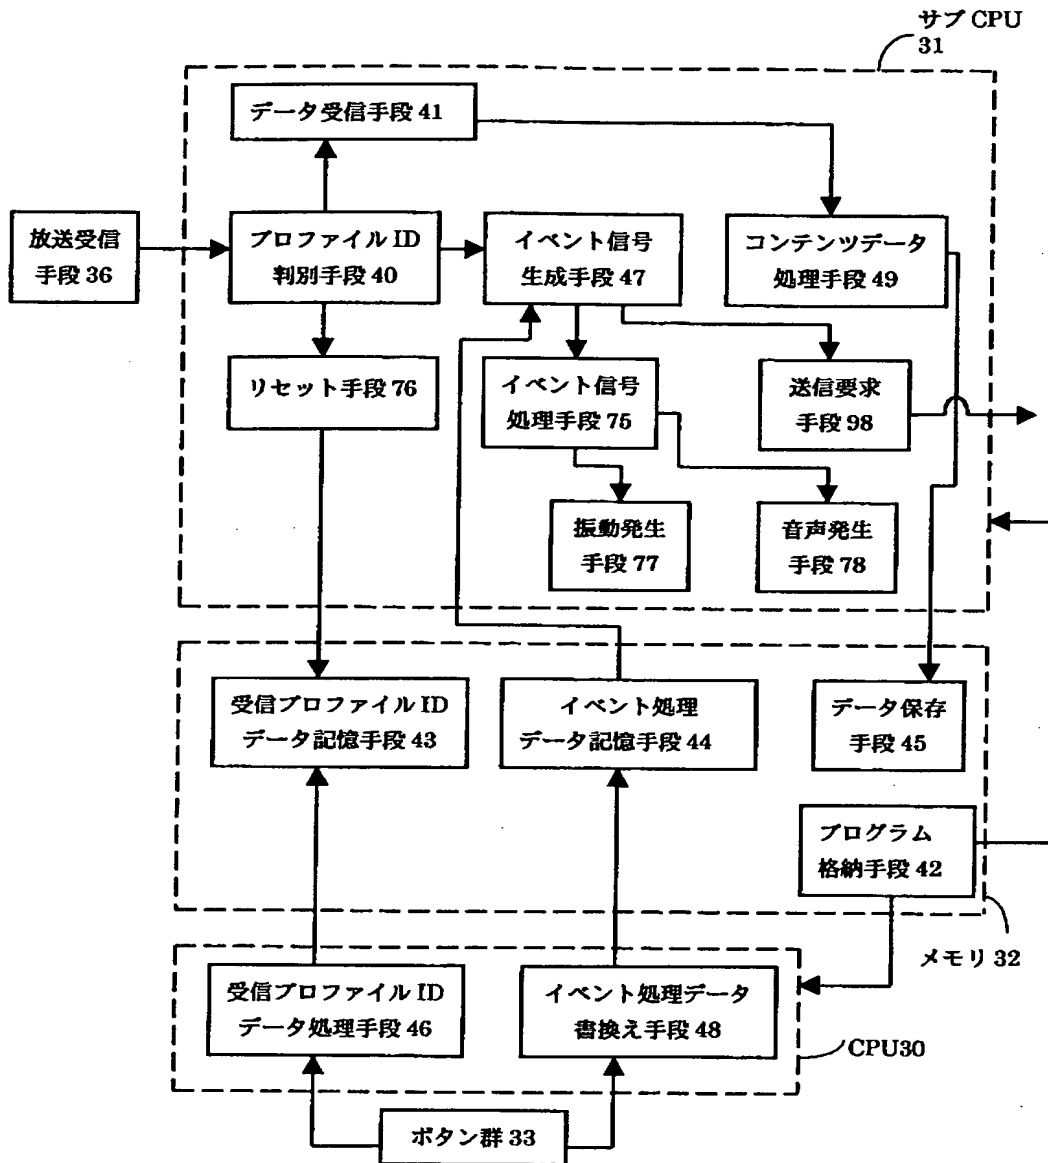 サブ CPU
31
データ受信手段 41
放送受信
手段 36
プロファイル ID
判別手段 40
イベント信号
生成手段 47
コンテンツデータ
処理手段 49
リセット手段 76
イベント信号
処理手段 75
送信要求
手段 98
振動発生
手段 77
音声発生
手段 78
受信プロファイル ID
データ記憶手段 43
イベント処理
データ記憶手段 44
データ保存
手段 45
プログラム
格納手段 42
メモリ 32
受信プロファイル ID
データ処理手段 46
イベント処理データ
書換え手段 48
CPU30
ボタン群 33